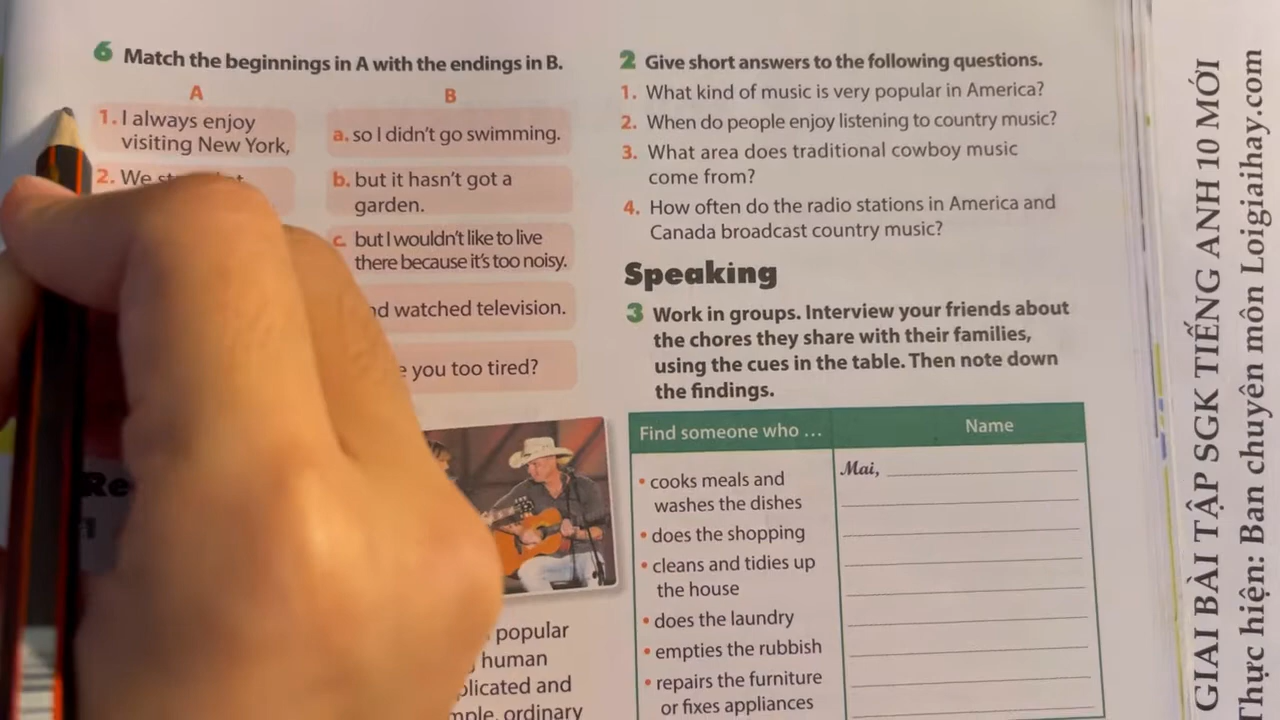 6 Match the beginnings in A with the endings in B.
A
B
1. I always enjoy
visiting New York,
2. We
a. so I didn't go swimming.
b. but it hasn't got a
garden.
c. but I wouldn't like to live
there because it's too noisy.
watched television.
you too tired?
popular
human
and
ordinary
2 Give short answers to the following questions.
1. What kind of music is very popular in America?
2. When do people enjoy listening to country music?
3. What area does traditional cowboy music
come from?
4. How often do the radio stations in America and
Canada broadcast country music?
Speaking
3 Work in groups. Interview your friends about
the chores they share with their families,
using the cues in the table. Then note down
the findings.
Find someone who ...
Name
• cooks meals and
washes the dishes
• does the shopping
• cleans and tidies up
the house
• does the laundry
• empties the rubbish
• repairs the furniture
or fixes appliances
Mai,
GIAI BÀI TẬP SGK TIẾNG ANH 10 MỚI
Thực hiện: Ban chuyên môn Loigiaihay.com